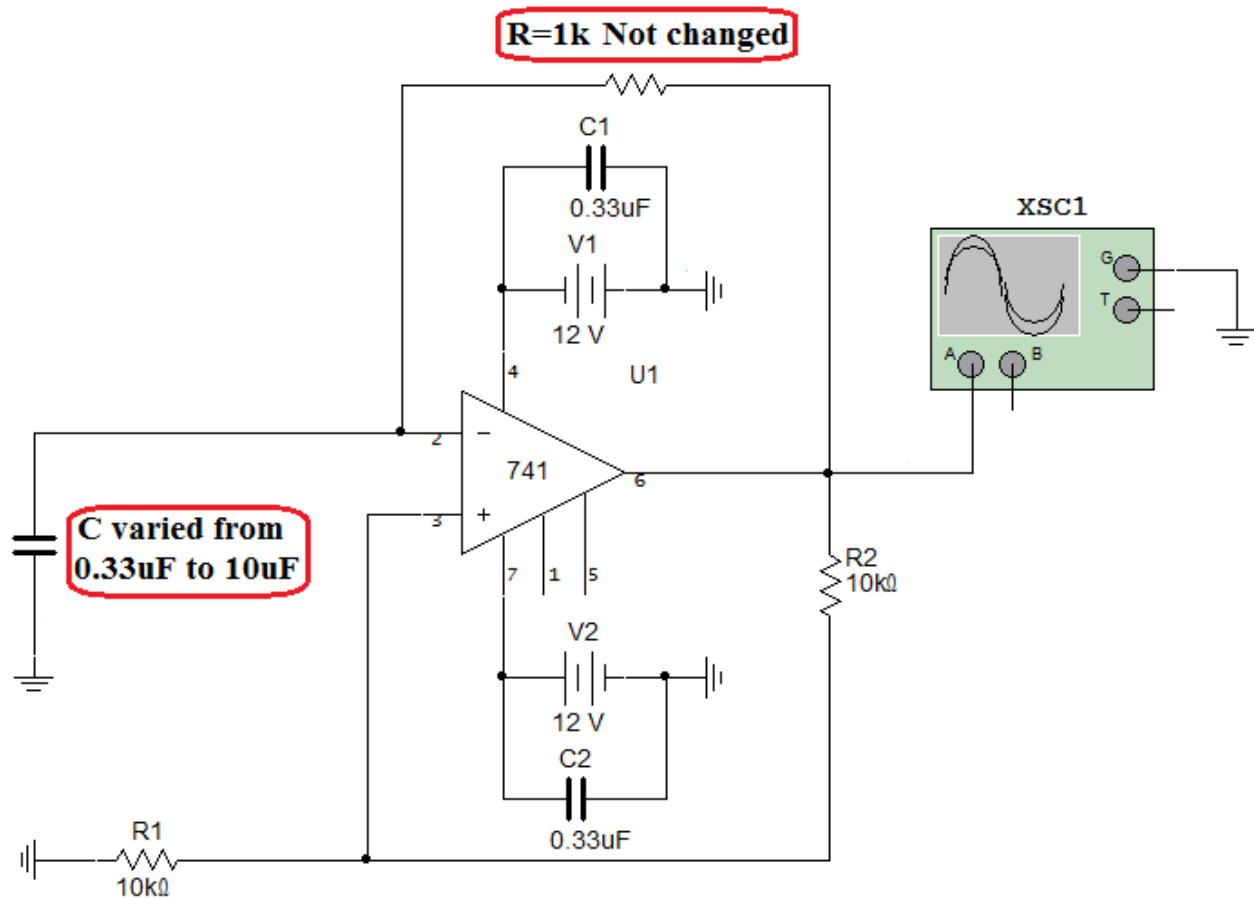 R=1k Not changed
C1
0.33uF
V1
12 V
XSC1
G
T
A
B
4
U1
2
741
6
3
C varied from
0.33uF to 10uF
7
1
5
R2
10kΩ
V2
12 V
C2
0.33uF
R1
10kΩ